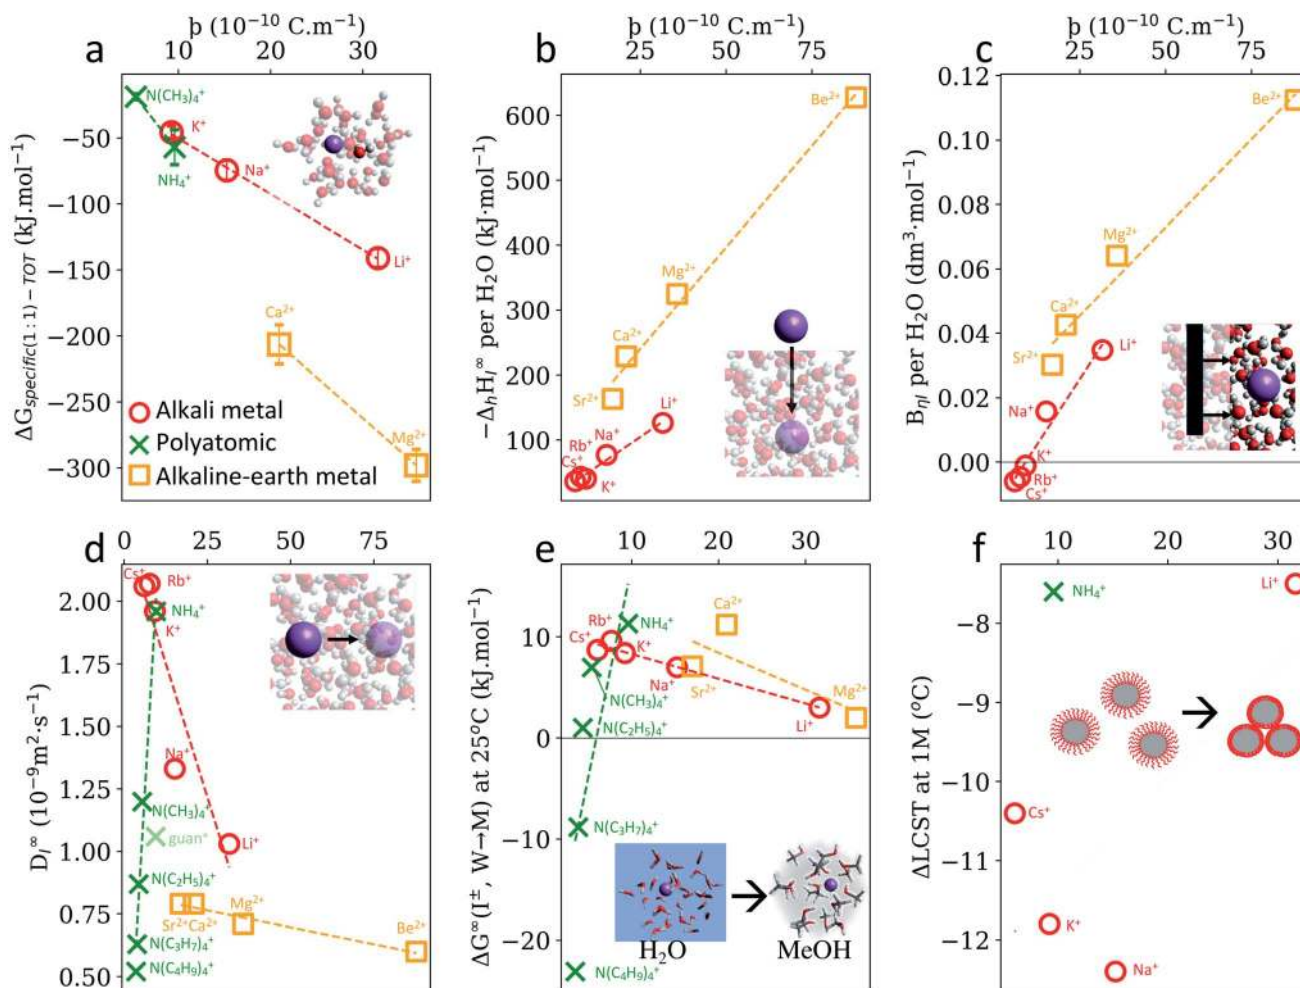 a
þ (10⁻¹⁰ C.m⁻¹)
10 20 30
ΔG_specific(1:1)−TOT (kJ.mol⁻¹)
−50
−100
−150
−200
−250
−300
N(CH₃)₄⁺
K⁺
NH₄⁺
Na⁺
Li⁺
Ca²⁺
Mg²⁺
Alkali metal
Polyatomic
Alkaline-earth metal
b
þ (10⁻¹⁰ C.m⁻¹)
25 50 75
−Δ_hH_I^∞ per H₂O (kJ·mol⁻¹)
600
500
400
300
200
100
Be²⁺
Mg²⁺
Ca²⁺
Sr²⁺
Li⁺
Na⁺
Rb⁺
Cs⁺
K⁺
c
þ (10⁻¹⁰ C.m⁻¹)
25 50 75
B_ηI per H₂O (dm³·mol⁻¹)
0.12
0.10
0.08
0.06
0.04
0.02
0.00
Be²⁺
Mg²⁺
Ca²⁺
Sr²⁺
Li⁺
Na⁺
K⁺
Rb⁺
Cs⁺
d
0 25 50 75
D_I^∞ (10⁻⁹m²·s⁻¹)
2.00
1.75
1.50
1.25
1.00
0.75
0.50
Cs⁺
Rb⁺
NH₄⁺
K⁺
Na⁺
N(CH₃)₄⁺
guan⁺
Li⁺
N(C₂H₅)₄⁺
Sr²⁺Ca²⁺
Mg²⁺
Be²⁺
N(C₃H₇)₄⁺
N(C₄H₉)₄⁺
e
10 20 30
ΔG^∞(I^±, W→M) at 25°C (kJ.mol⁻¹)
10
0
−10
−20
Rb⁺
NH₄⁺
Cs⁺
K⁺
Ca²⁺
Na⁺
Sr²⁺
Mg²⁺
Li⁺
N(CH₃)₄⁺
N(C₂H₅)₄⁺
N(C₃H₇)₄⁺
N(C₄H₉)₄⁺
H₂O
MeOH
f
10 20 30
ΔLCST at 1M (°C)
−8
−9
−10
−11
−12
NH₄⁺
Li⁺
Cs⁺
K⁺
Na⁺